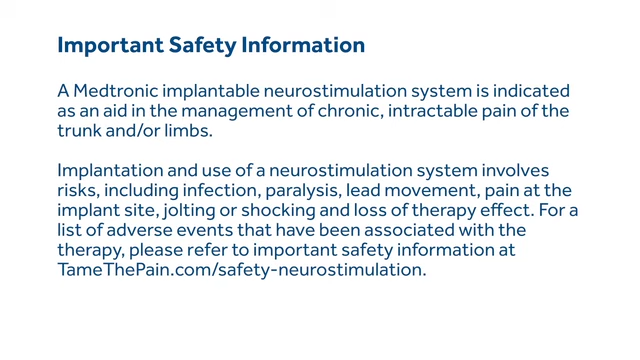 Important Safety Information
A Medtronic implantable neurostimulation system is indicated
as an aid in the management of chronic, intractable pain of the
trunk and/or limbs.
Implantation and use of a neurostimulation system involves
risks, including infection, paralysis, lead movement, pain at the
implant site, jolting or shocking and loss of therapy effect. For a
list of adverse events that have been associated with the
therapy, please refer to important safety information at
TameThePain.com/safety-neurostimulation.